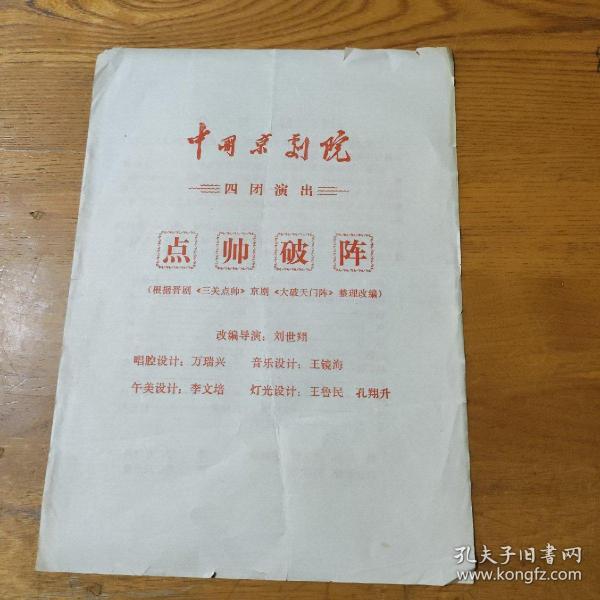 中国京剧院
四团演出
点帅破阵
(根据晋剧《三关点帅》京剧《大破天门阵》整理改编)
改编导演：刘世翔
唱腔设计：万瑞兴 音乐设计：王镜海
午美设计：李文培 灯光设计：王鲁民 孔翔升
孔夫子旧书网
www.kongfz.com